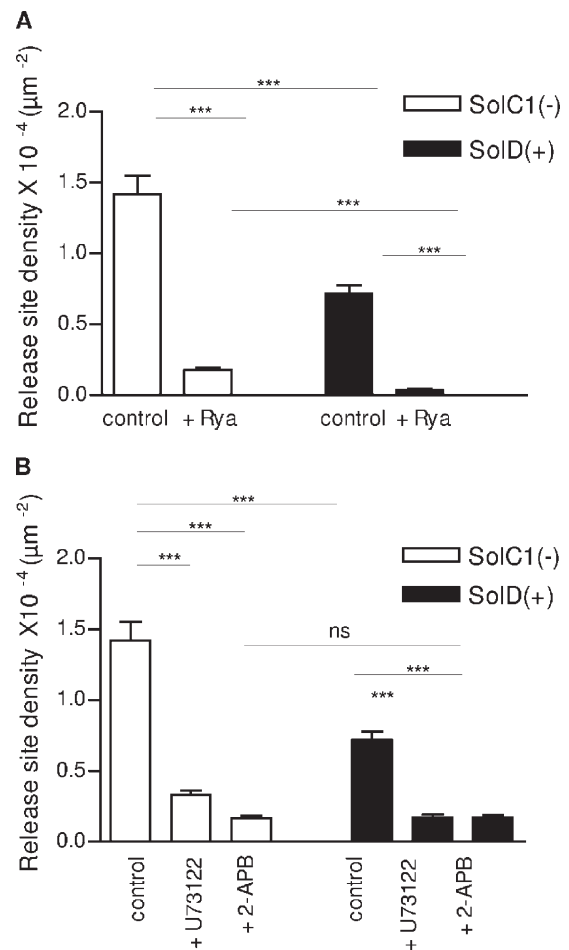 A
Release site density X 10 -4 (µm -2)
***
***
SolC1(-)
SolD(+)
***
***
2.0
1.5
1.0
0.5
0.0
control + Rya control + Rya
B
Release site density X10 -4 (µm -2)
***
***
***
SolC1(-)
SolD(+)
ns
***
***
2.0
1.5
1.0
0.5
0.0
control
+ U73122
+ 2-APB
control
+ U73122
+ 2-APB